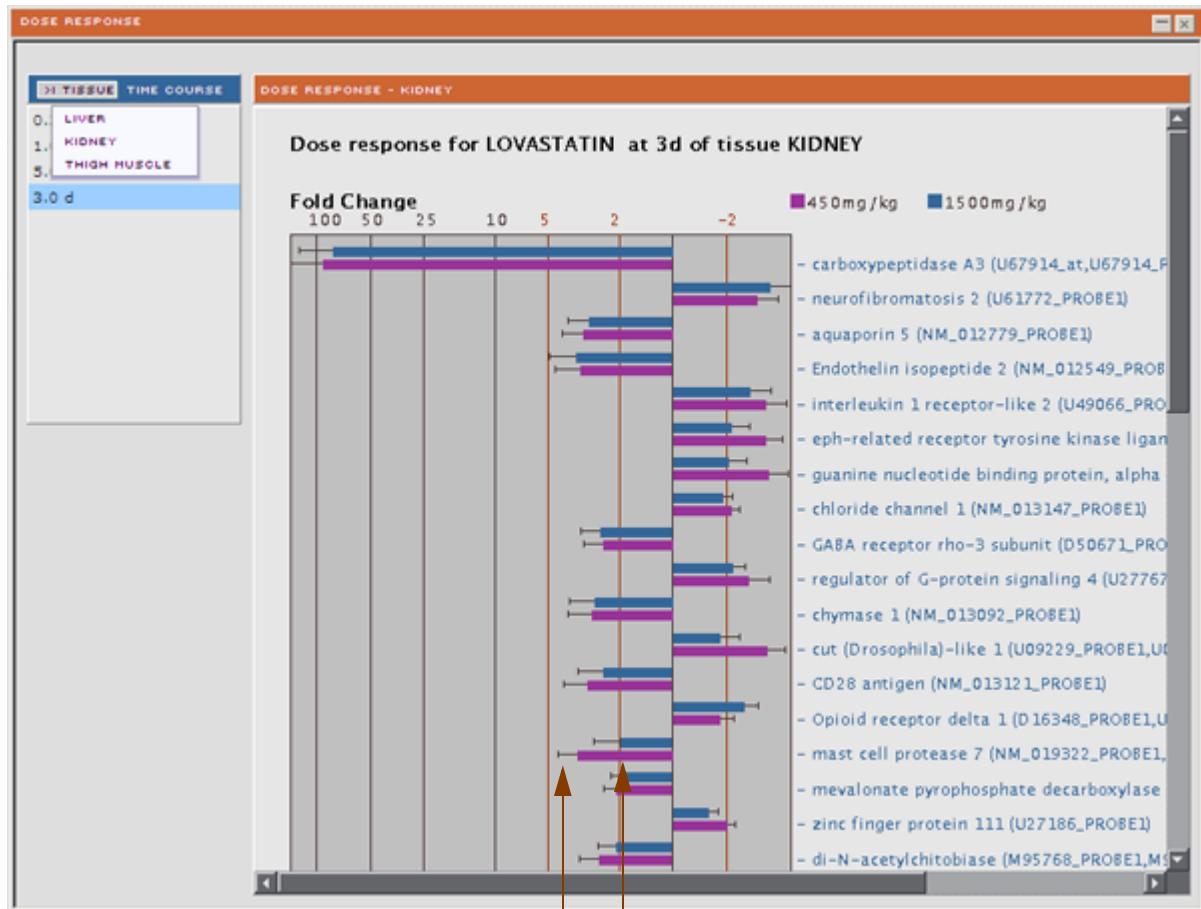 DOSE RESPONSE
TISSUE TIME COURSE
LIVER
KIDNEY
THIGH MUSCLE
0.
1.
5.
3.0 d
DOSE RESPONSE - KIDNEY
Dose response for LOVASTATIN at 3d of tissue KIDNEY
Fold Change
450mg/kg 1500mg/kg
100 50 25 10 5 2 -2
- carboxypeptidase A3 (U67914_at,U67914_P
- neurofibromatosis 2 (U61772_PROBE1)
- aquaporin 5 (NM_012779_PROBE1)
- Endothelin isopeptide 2 (NM_012549_PROB
- interleukin 1 receptor-like 2 (U49066_PRO
- eph-related receptor tyrosine kinase ligan
- guanine nucleotide binding protein, alpha
- chloride channel 1 (NM_013147_PROBE1)
- GABA receptor rho-3 subunit (D50671_PRO
- regulator of G-protein signaling 4 (U27767
- chymase 1 (NM_013092_PROBE1)
- cut (Drosophila)-like 1 (U09229_PROBE1,U0
- CD28 antigen (NM_013121_PROBE1)
- Opioid receptor delta 1 (D16348_PROBE1,U
- mast cell protease 7 (NM_019322_PROBE1,
- mevalonate pyrophosphate decarboxylase
- zinc finger protein 111 (U27186_PROBE1)
- di-N-acetylchitobiase (M95768_PROBE1,M9